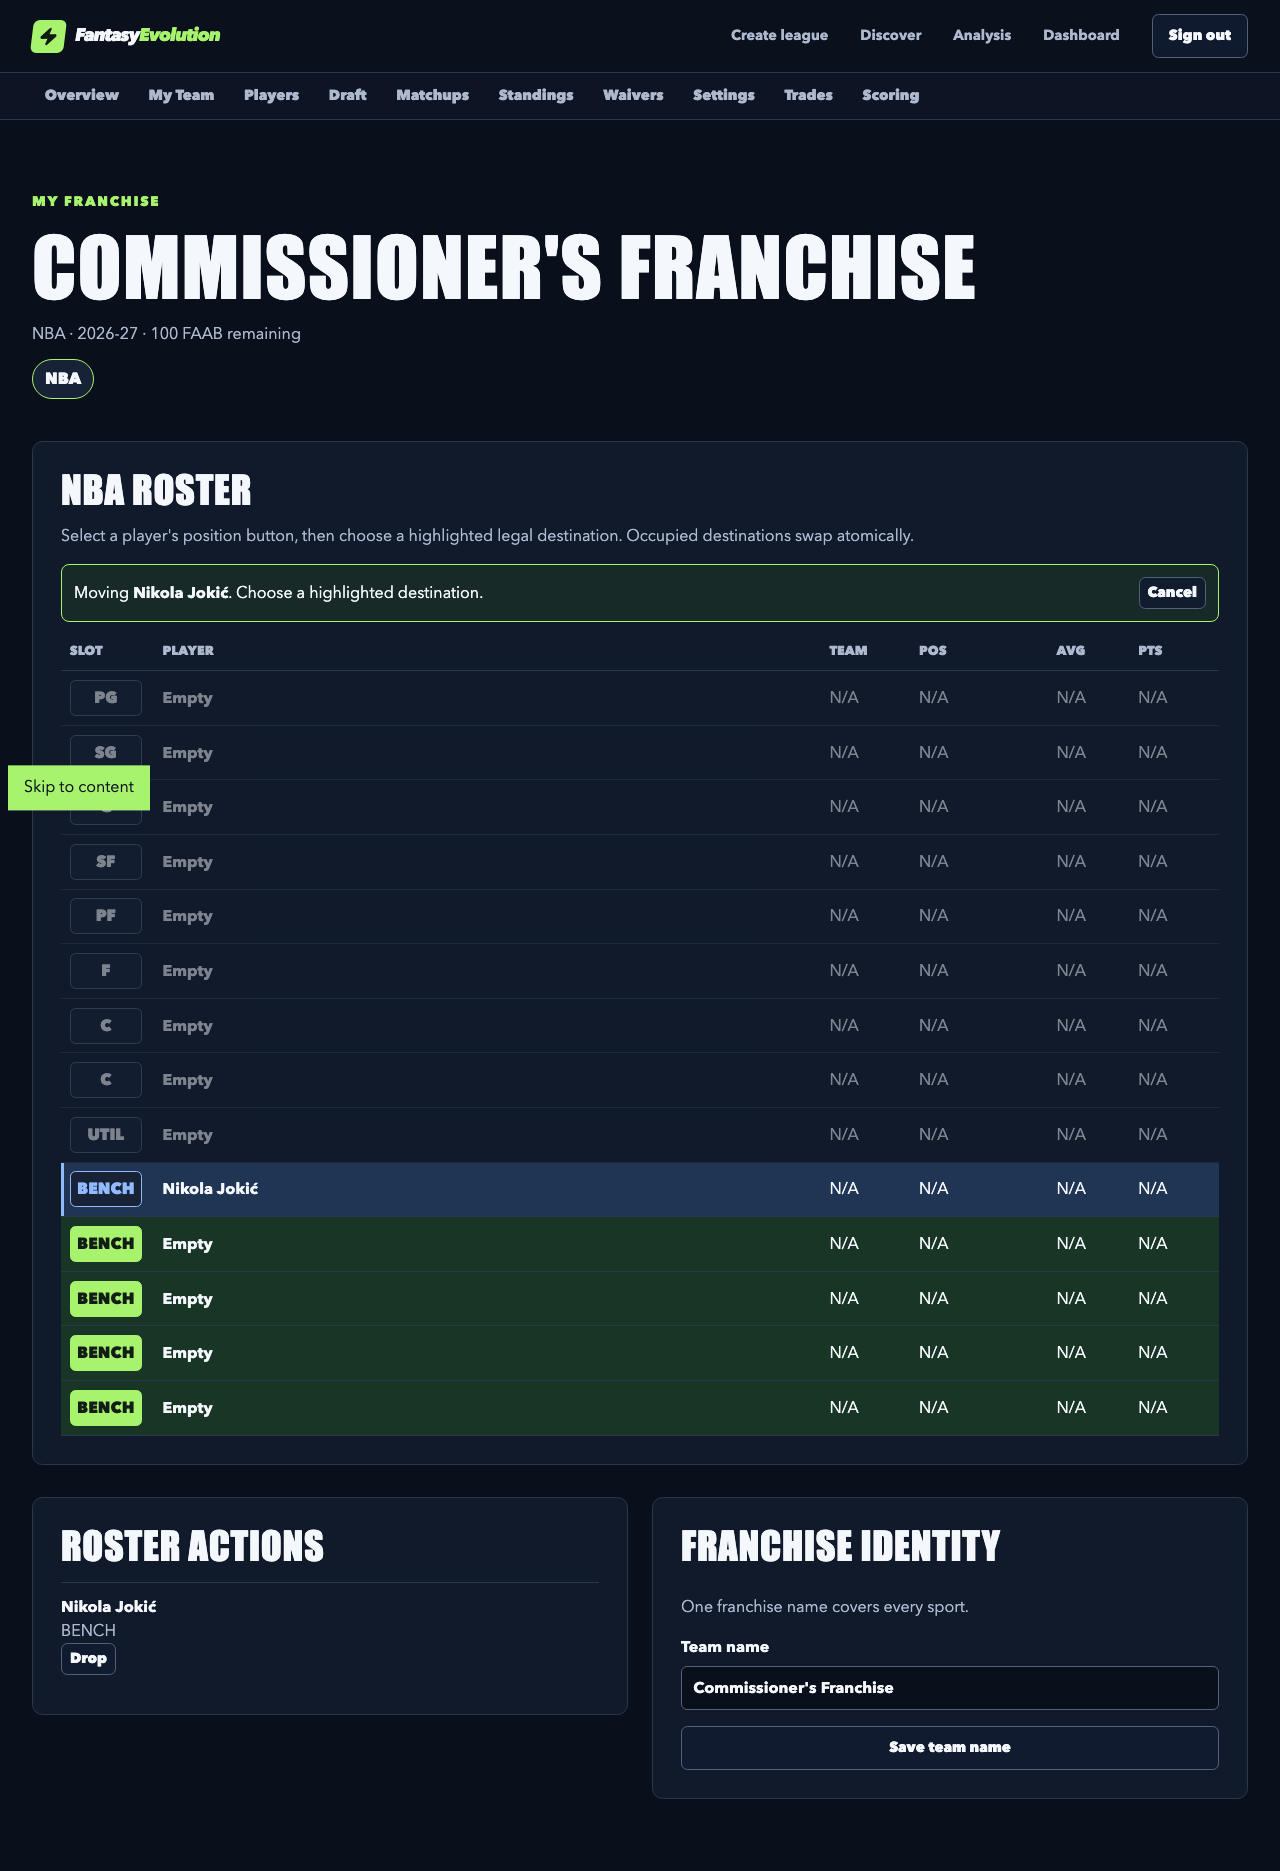 FantasyEvolution
Create league Discover Analysis Dashboard Sign out
Overview My Team Players Draft Matchups Standings Waivers Settings Trades Scoring
MY FRANCHISE
COMMISSIONER'S FRANCHISE
NBA · 2026-27 · 100 FAAB remaining
NBA
NBA ROSTER
Select a player's position button, then choose a highlighted legal destination. Occupied destinations swap atomically.
Moving Nikola Jokić. Choose a highlighted destination. Cancel
SLOT PLAYER TEAM POS AVG PTS
PG Empty N/A N/A N/A N/A
SG Empty N/A N/A N/A N/A
Skip to content
Empty N/A N/A N/A N/A
SF Empty N/A N/A N/A N/A
PF Empty N/A N/A N/A N/A
F Empty N/A N/A N/A N/A
C Empty N/A N/A N/A N/A
C Empty N/A N/A N/A N/A
UTIL Empty N/A N/A N/A N/A
BENCH Nikola Jokić N/A N/A N/A N/A
BENCH Empty N/A N/A N/A N/A
BENCH Empty N/A N/A N/A N/A
BENCH Empty N/A N/A N/A N/A
BENCH Empty N/A N/A N/A N/A
ROSTER ACTIONS
Nikola Jokić
BENCH
Drop
FRANCHISE IDENTITY
One franchise name covers every sport.
Team name
Commissioner's Franchise
Save team name